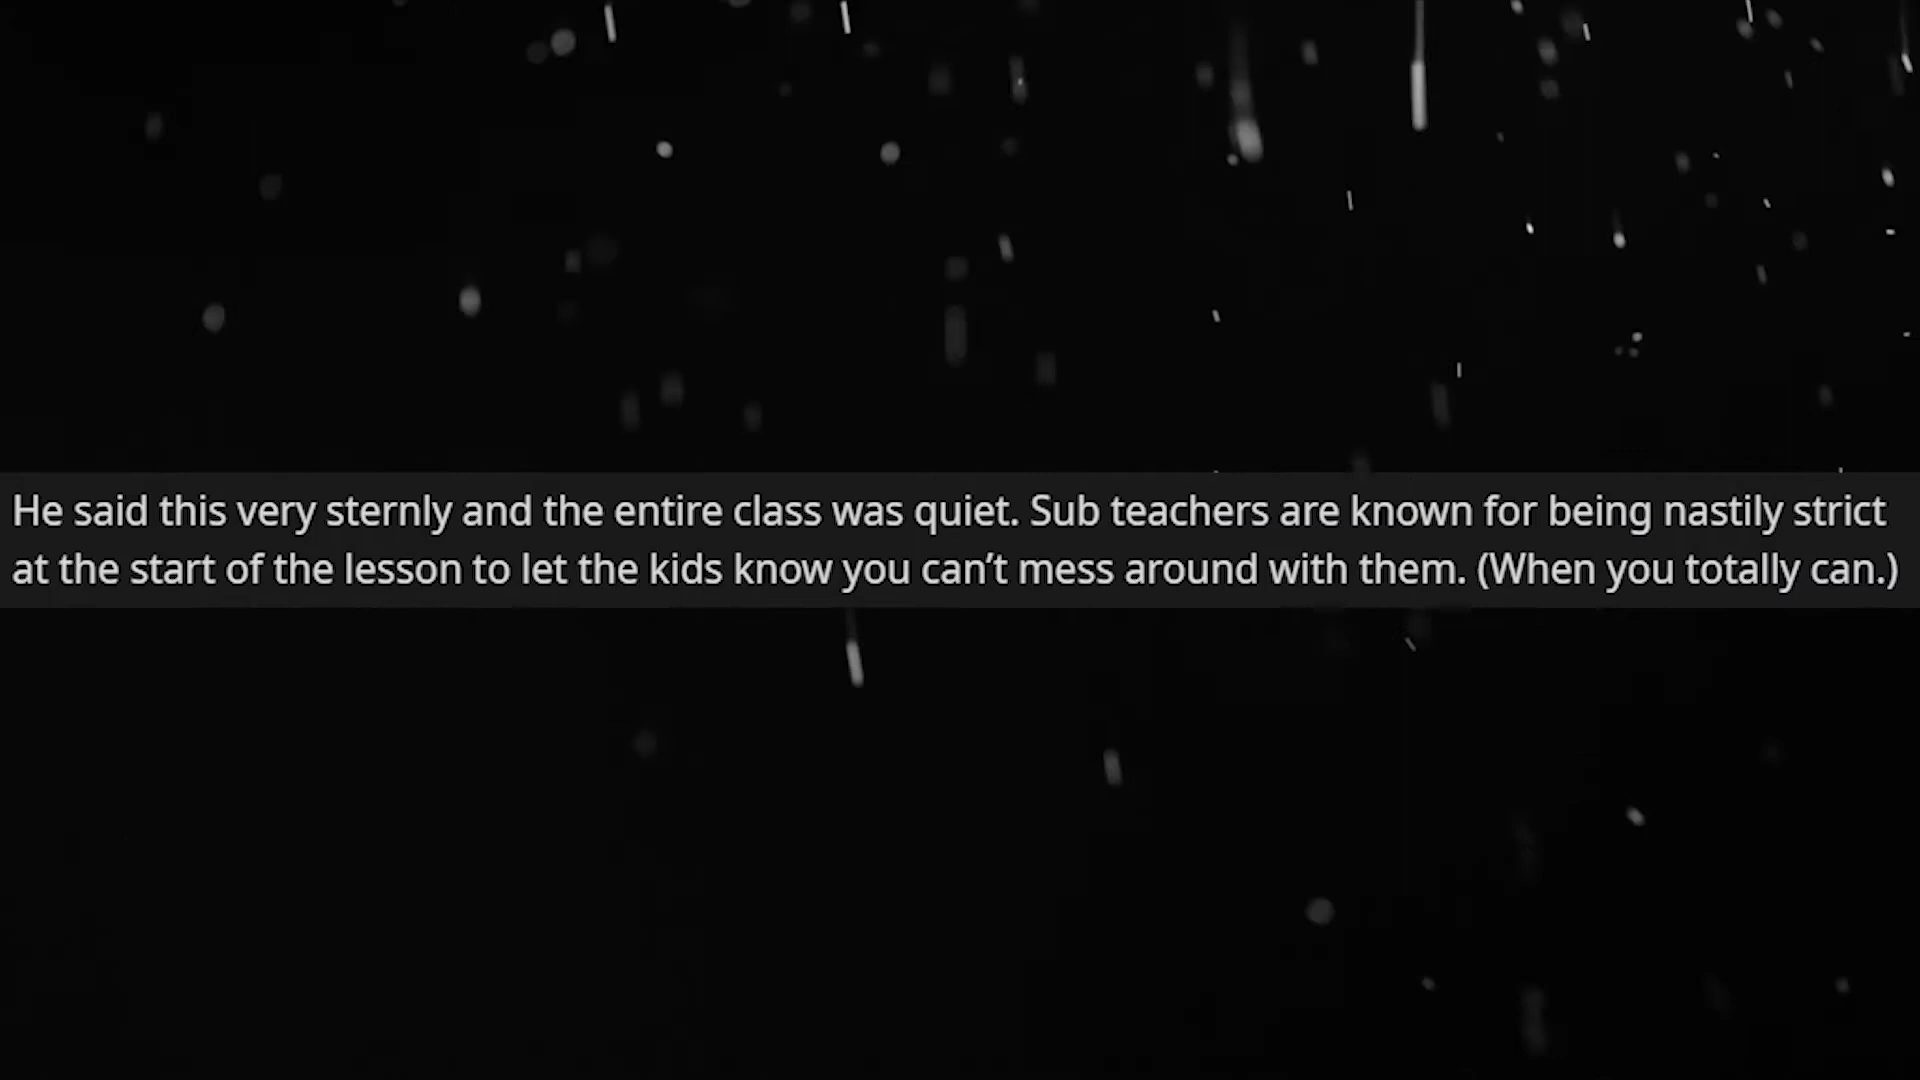 He said this very sternly and the entire class was quiet. Sub teachers are known for being nastily strict
at the start of the lesson to let the kids know you can’t mess around with them. (When you totally can.)